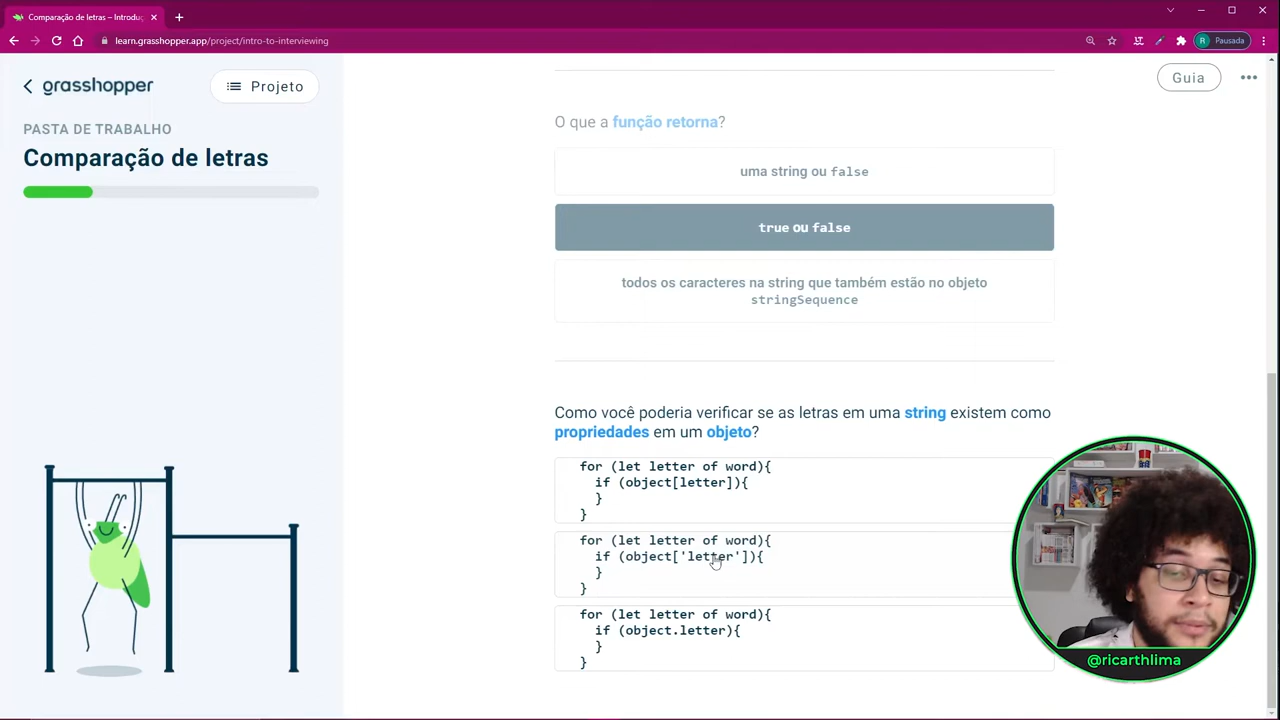 Comparação de letras – Introduç
learn.grasshopper.app/project/intro-to-interviewing
R Pausada
grasshopper
Projeto
Guia
PASTA DE TRABALHO
Comparação de letras
O que a função retorna?
uma string ou false
true ou false
todos os caracteres na string que também estão no objeto
stringSequence
Como você poderia verificar se as letras em uma string existem como
propriedades em um objeto?
for (let letter of word){
if (object[letter]){
}
}
for (let letter of word){
if (object['letter']){
}
}
for (let letter of word){
if (object.letter){
}
}
@ricarthlima